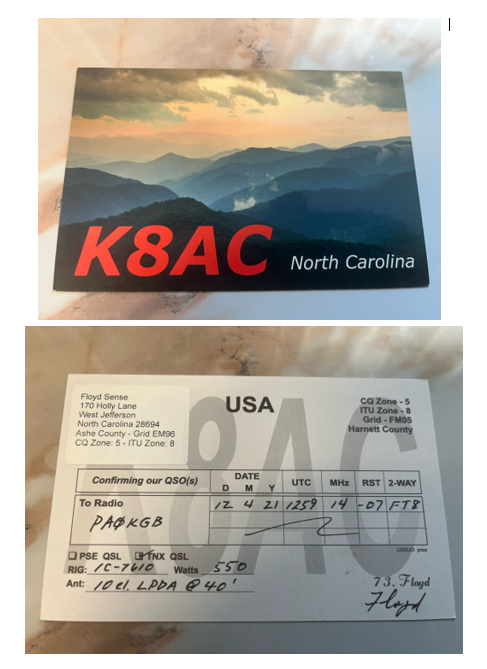 K8AC
North Carolina
Floyd Sense
170 Holly Lane
West Jefferson
North Carolina 28694
Ashe County - Grid EM96
CQ Zone: 5 - ITU Zone: 8
USA
CQ Zone - 5
ITU Zone - 8
Grid - FM05
Harnett County
K8AC
Confirming our QSO(s) DATE D M Y UTC MHz RST 2-WAY
To Radio 12 4 21 1259 14 -07 FT8
PAØKGB
PSE QSL TNX QSL
RIG: IC-7610 Watts 550
Ant: 10 el. LPDA @ 40'
73, Floyd
Floyd